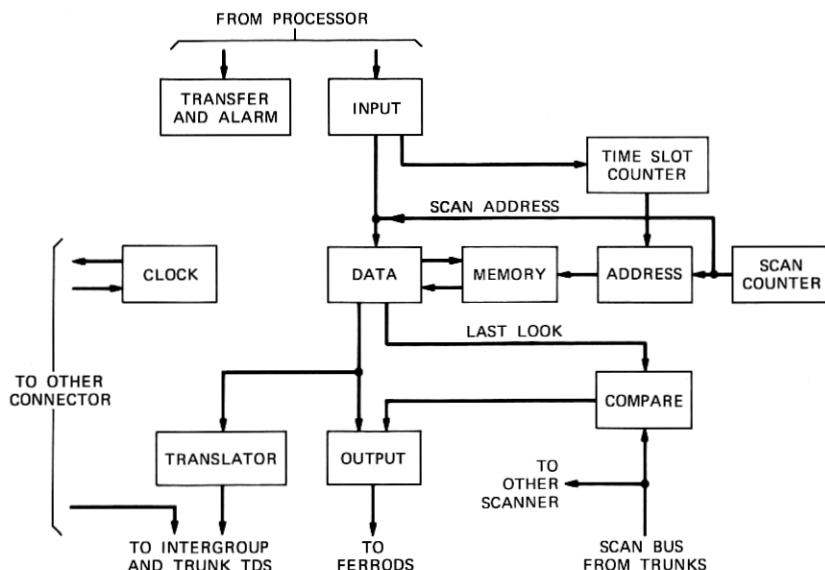 FROM PROCESSOR
TRANSFER
AND ALARM
INPUT
TIME SLOT
COUNTER
SCAN ADDRESS
CLOCK
DATA
MEMORY
ADDRESS
SCAN
COUNTER
LAST LOOK
TO OTHER
CONNECTOR
COMPARE
TRANSLATOR
OUTPUT
TO
OTHER
SCANNER
TO INTERGROUP
AND TRUNK TDS
TO
FERRODS
SCAN BUS
FROM TRUNKS